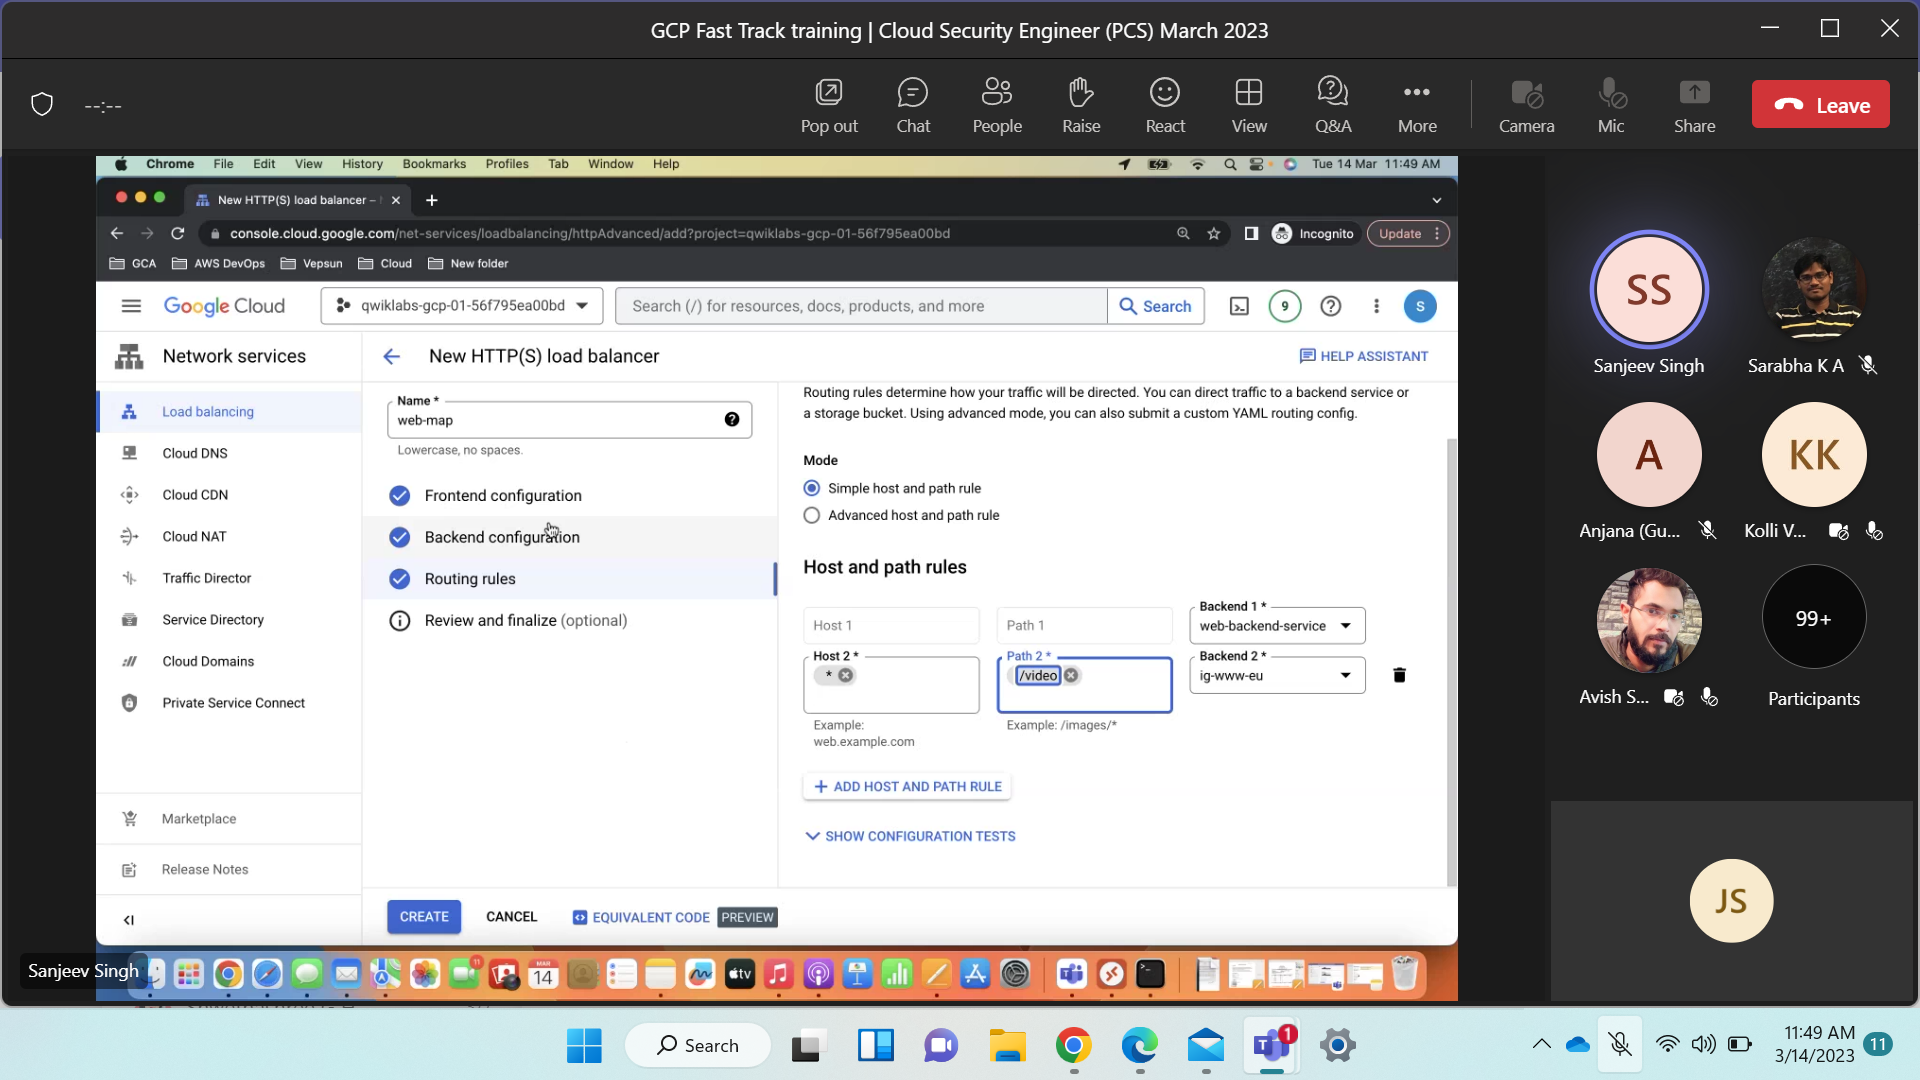 GCP Fast Track training | Cloud Security Engineer (PCS) March 2023
--:--
Pop out
Chat
People
Raise
React
View
Q&A
More
Camera
Mic
Share
Leave
Chrome File Edit View History Bookmarks Profiles Tab Window Help
Tue 14 Mar 11:49 AM
New HTTP(S) load balancer –
console.cloud.google.com/net-services/loadbalancing/httpAdvanced/add?project=qwiklabs-gcp-01-56f795ea00bd
Incognito
Update
GCA AWS DevOps Vepsun Cloud New folder
Google Cloud
qwiklabs-gcp-01-56f795ea00bd
Search (/) for resources, docs, products, and more
Search
9
S
Network services
New HTTP(S) load balancer
HELP ASSISTANT
Load balancing
Cloud DNS
Cloud CDN
Cloud NAT
Traffic Director
Service Directory
Cloud Domains
Private Service Connect
Marketplace
Release Notes
Name *
web-map
Lowercase, no spaces.
Frontend configuration
Backend configuration
Routing rules
Review and finalize (optional)
Routing rules determine how your traffic will be directed. You can direct traffic to a backend service or
a storage bucket. Using advanced mode, you can also submit a custom YAML routing config.
Mode
Simple host and path rule
Advanced host and path rule
Host and path rules
Host 1
Path 1
Backend 1 *
web-backend-service
Host 2 *
*
Example:
web.example.com
Path 2 *
/video
Example: /images/*
Backend 2 *
ig-www-eu
ADD HOST AND PATH RULE
SHOW CONFIGURATION TESTS
CREATE
CANCEL
EQUIVALENT CODE
PREVIEW
SS
Sanjeev Singh
Sarabha K A
A
Anjana (Gu...
KK
Kolli V...
Avish S...
99+
Participants
JS
Sanjeev Singh
11
MAR
14
tv
Search
1
11:49 AM
3/14/2023
11